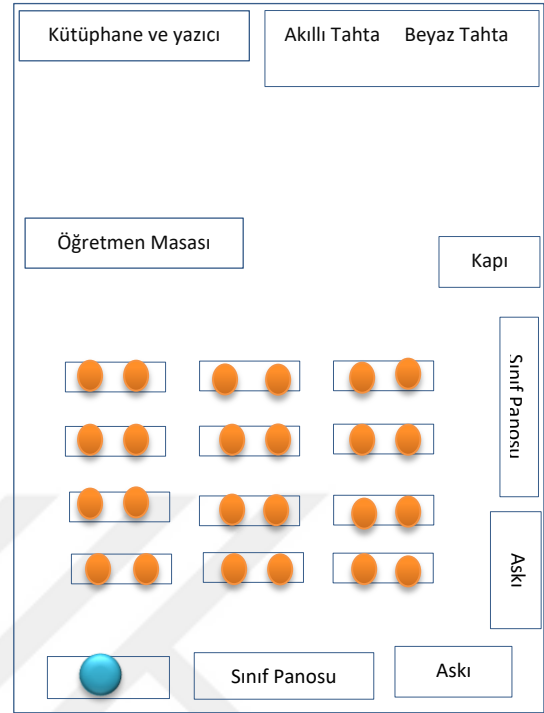 Kütüphane ve yazıcı
Akıllı Tahta Beyaz Tahta
Öğretmen Masası
Kapı
Sınıf Panosu
Askı
Sınıf Panosu
Askı